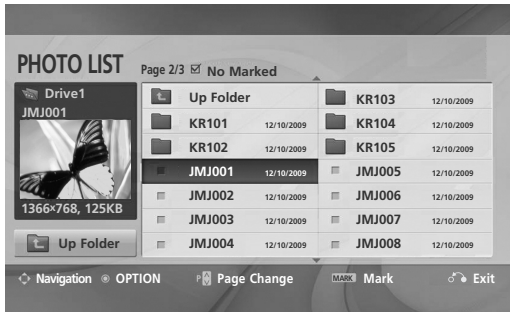 PHOTO LIST
Page 2/3 ☑ No Marked
Drive1
JMJ001
1366×768, 125KB
Up Folder
Up Folder
KR101 12/10/2009
KR102 12/10/2009
JMJ001 12/10/2009
JMJ002 12/10/2009
JMJ003 12/10/2009
JMJ004 12/10/2009
KR103 12/10/2009
KR104 12/10/2009
KR105 12/10/2009
JMJ005 12/10/2009
JMJ006 12/10/2009
JMJ007 12/10/2009
JMJ008 12/10/2009
Navigation OPTION P Page Change MARK Mark Exit